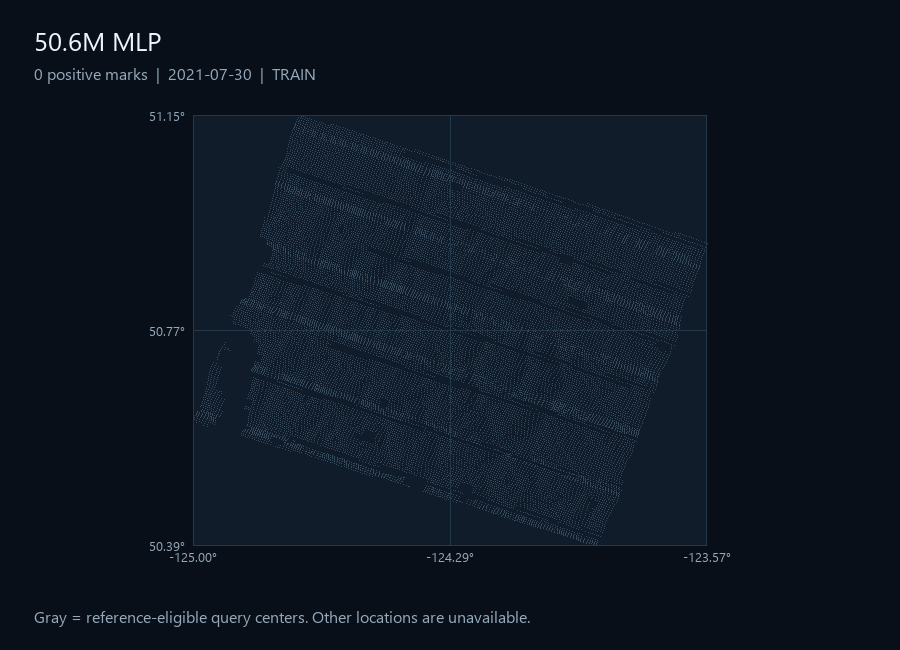 50.6M MLP
0 positive marks | 2021-07-30 | TRAIN
51.15°
50.77°
50.39°
-125.00° -124.29° -123.57°
Gray = reference-eligible query centers. Other locations are unavailable.